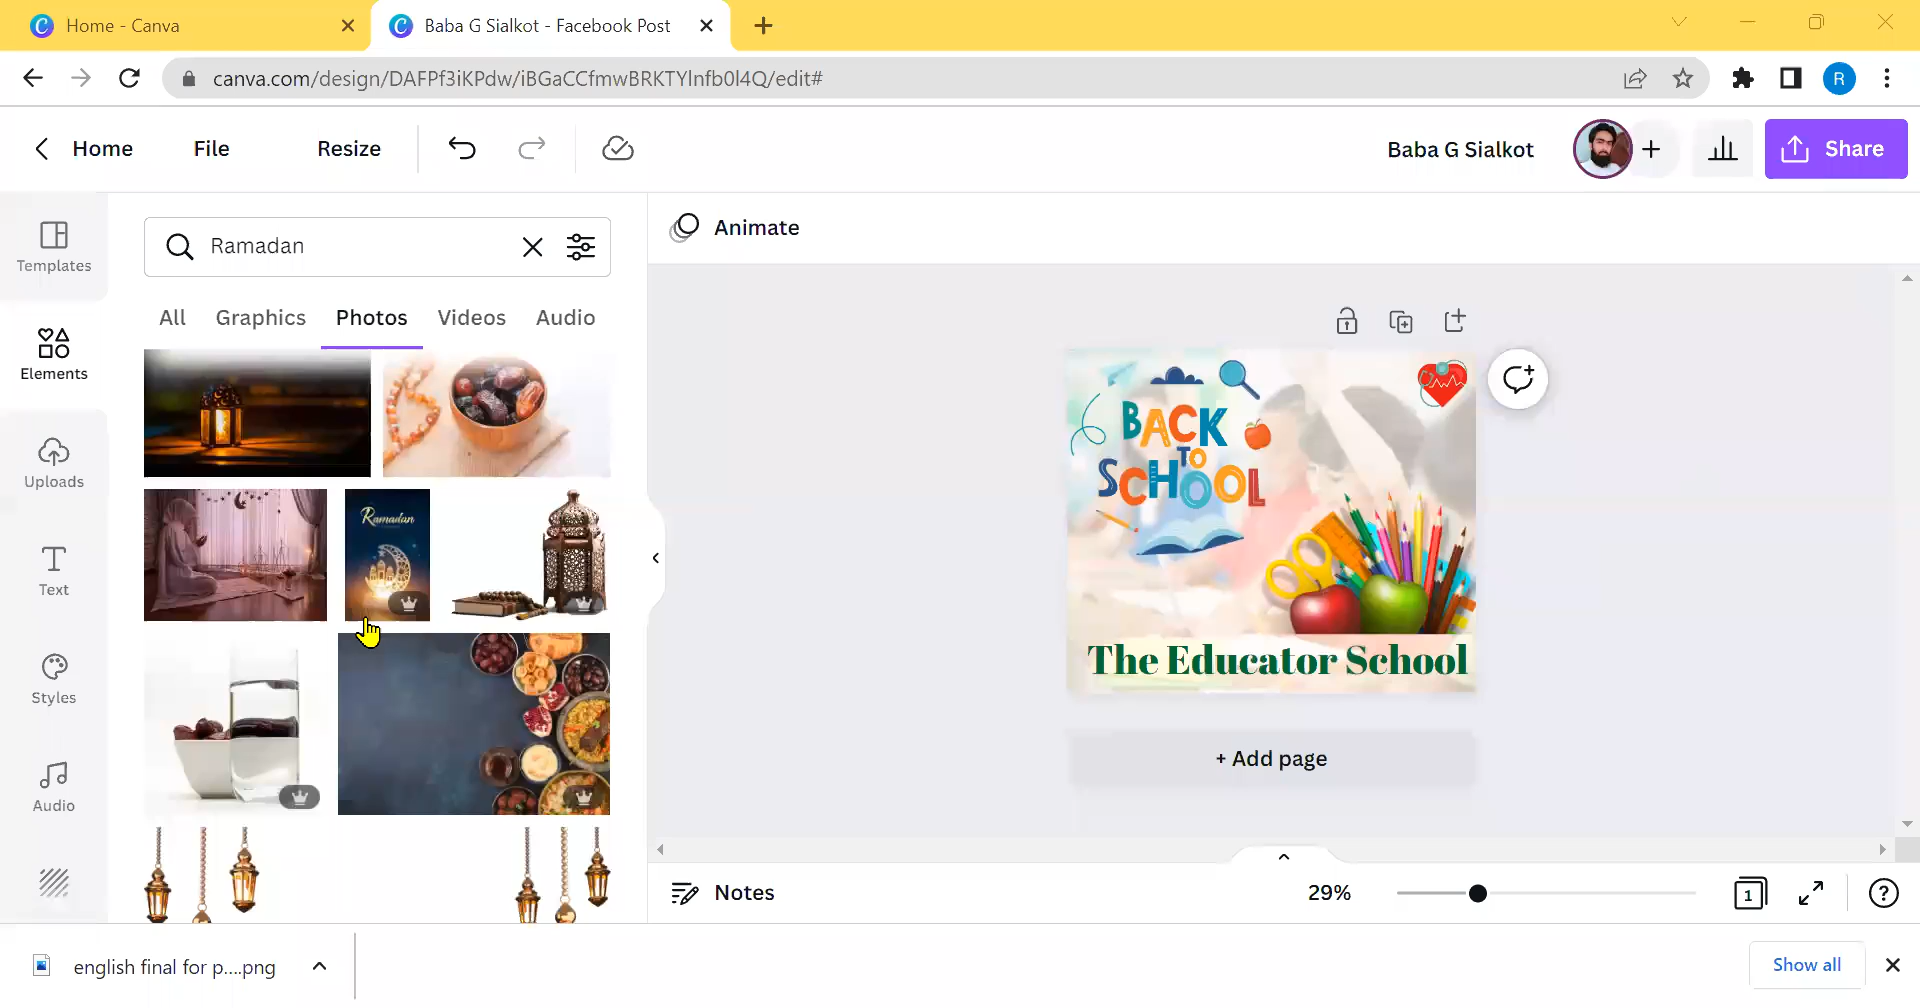 Home - Canva
Baba G Sialkot - Facebook Post
canva.com/design/DAFPf3iKPdw/iBGaCCfmwBRKTYlnfb0l4Q/edit#
R
Home
File
Resize
Baba G Sialkot
Share
Templates
Elements
Uploads
Text
Styles
Audio
Ramadan
All
Graphics
Photos
Videos
Audio
Ramadan
Animate
BACK
TO
SCHOOL
The Educator School
+ Add page
Notes
29%
1
english final for p....png
Show all